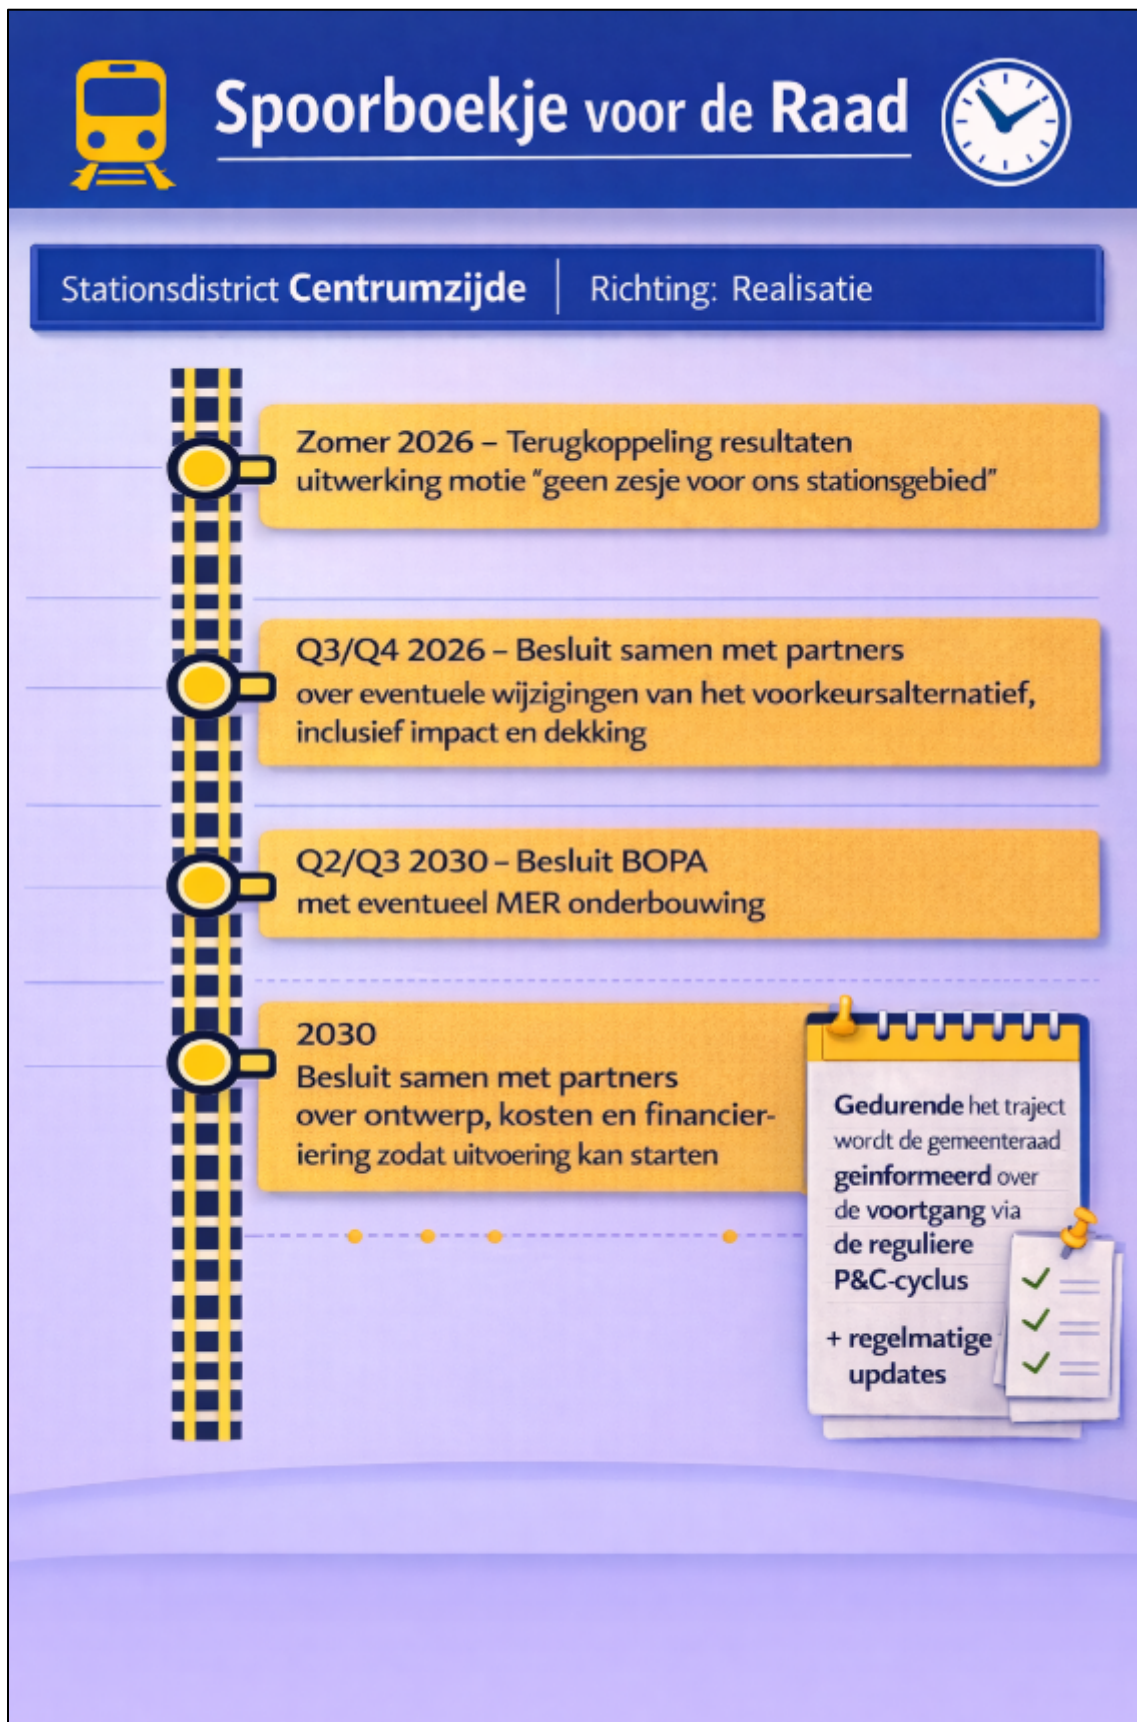 Spoorboekje voor de Raad
Stationsdistrict Centrumzijde | Richting: Realisatie
Zomer 2026 – Terugkoppeling resultaten
uitwerking motie "geen zesje voor ons stationsgebied"
Q3/Q4 2026 – Besluit samen met partners
over eventuele wijzigingen van het voorkeursalternatief,
inclusief impact en dekking
Q2/Q3 2030 – Besluit BOPA
met eventueel MER onderbouwing
2030
Besluit samen met partners
over ontwerp, kosten en financier-
iering zodat uitvoering kan starten
Gedurende het traject
wordt de gemeenteraad
geinformeerd over
de voortgang via
de reguliere
P&C-cyclus
+ regelmatige
updates